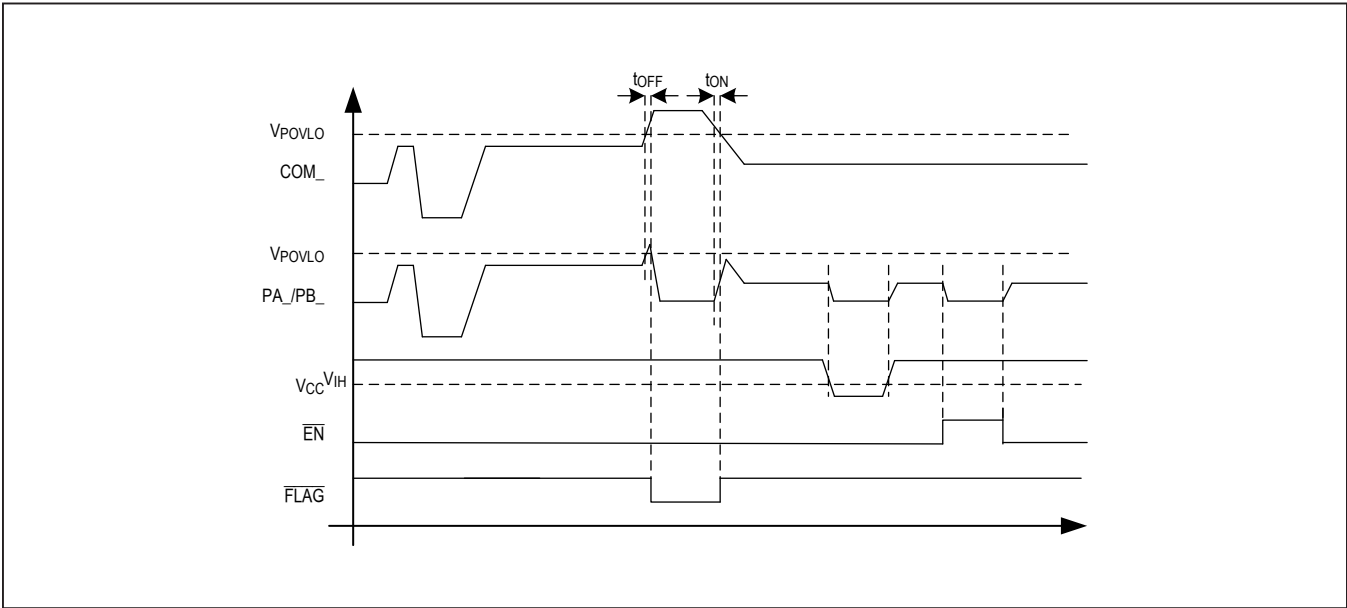 tOFF tON
VPOVLO
COM_
VPOVLO
PA_/PB_
VCC VIH
EN
FLAG